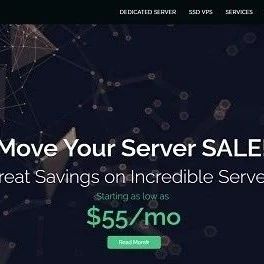 DEDICATED SERVER SSD VPS SERVICES
Move Your Server SALE!
reat Savings on Incredible Serve
Starting as low as
$55/mo
Read More